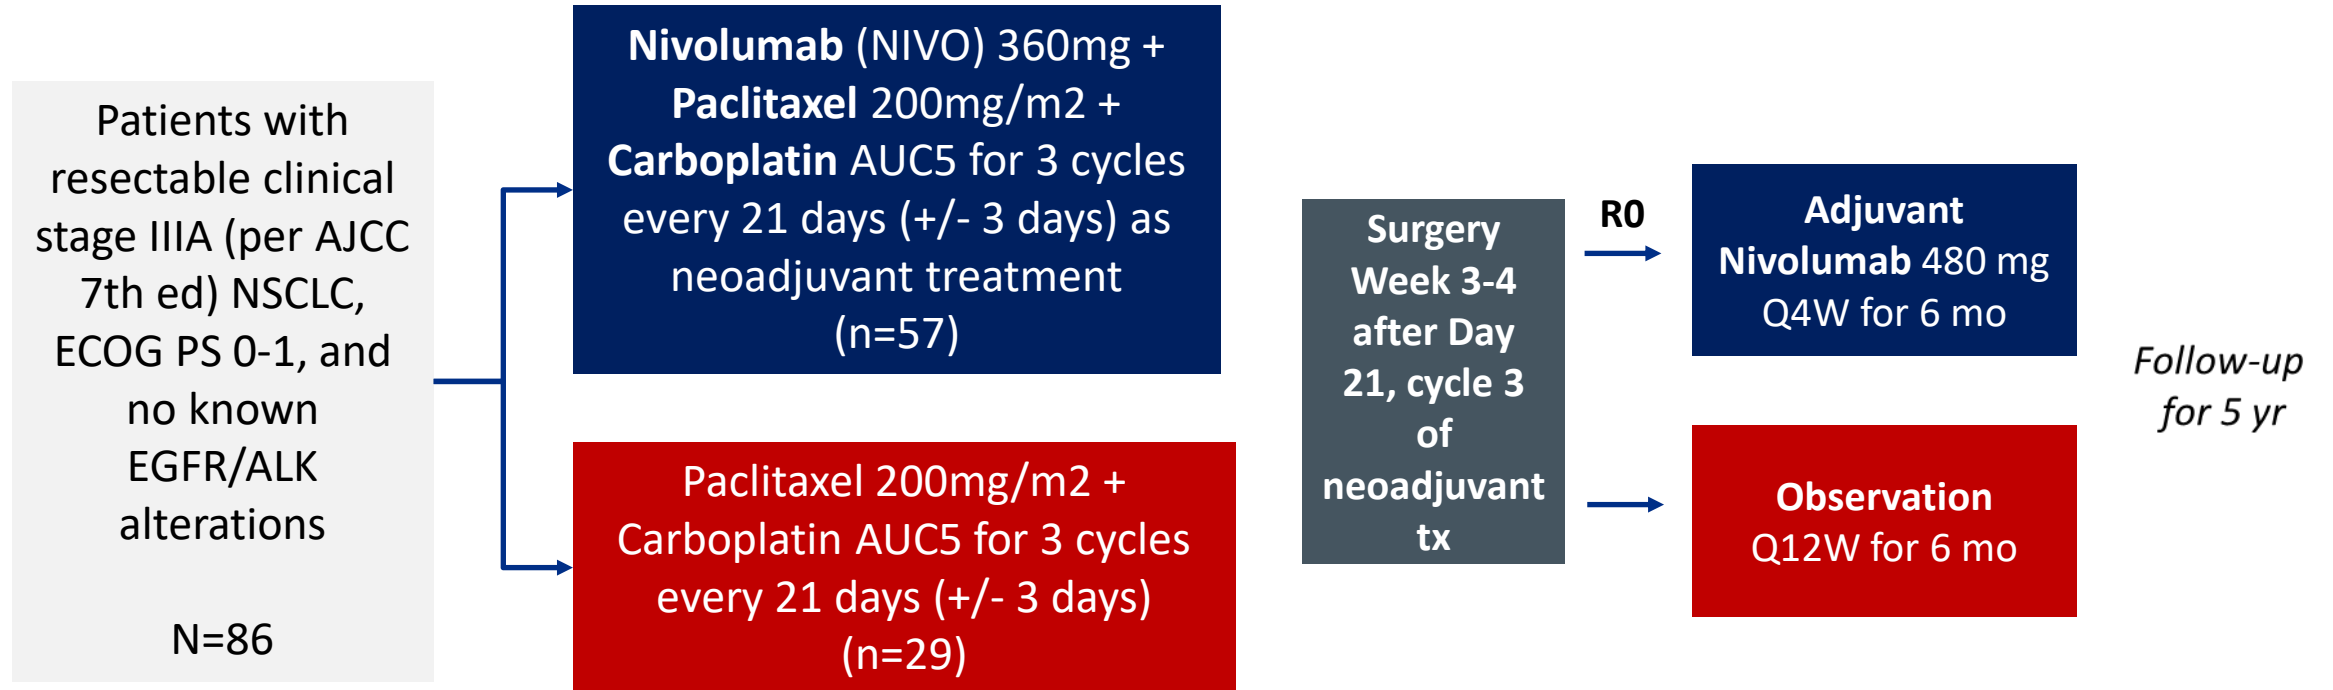 Patients with
resectable clinical
stage IIIA (per AJCC
7th ed) NSCLC,
ECOG PS 0-1, and
no known
EGFR/ALK
alterations
N=86
Nivolumab (NIVO) 360mg +
Paclitaxel 200mg/m2 +
Carboplatin AUC5 for 3 cycles
every 21 days (+/- 3 days) as
neoadjuvant treatment
(n=57)
Paclitaxel 200mg/m2 +
Carboplatin AUC5 for 3 cycles
every 21 days (+/- 3 days)
(n=29)
Surgery
Week 3-4
after Day
21, cycle 3
of
neoadjuvant
tx
R0
Adjuvant
Nivolumab 480 mg
Q4W for 6 mo
Observation
Q12W for 6 mo
Follow-up
for 5 yr